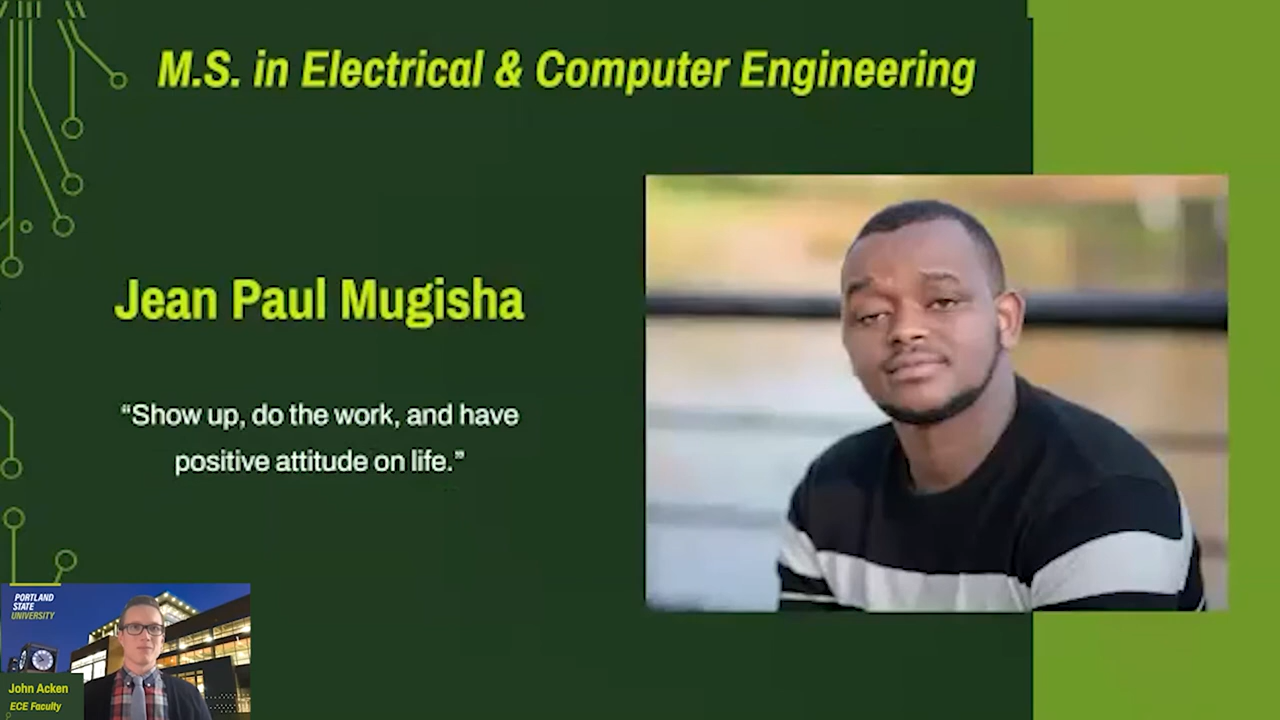 M.S. in Electrical & Computer Engineering
Jean Paul Mugisha
“Show up, do the work, and have
positive attitude on life.”
PORTLAND
STATE
UNIVERSITY
John Acken
ECE Faculty